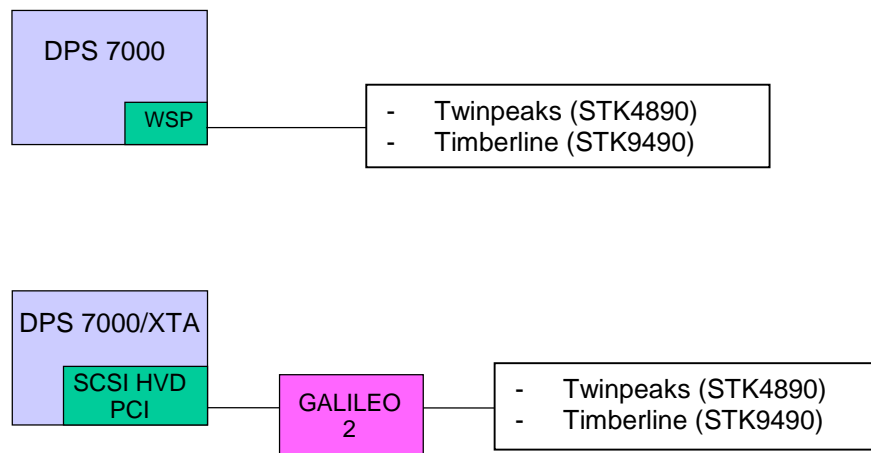 DPS 7000
WSP
- Twinpeaks (STK4890)
- Timberline (STK9490)
DPS 7000/XTA
SCSI HVD
PCI
GALILEO
2
- Twinpeaks (STK4890)
- Timberline (STK9490)